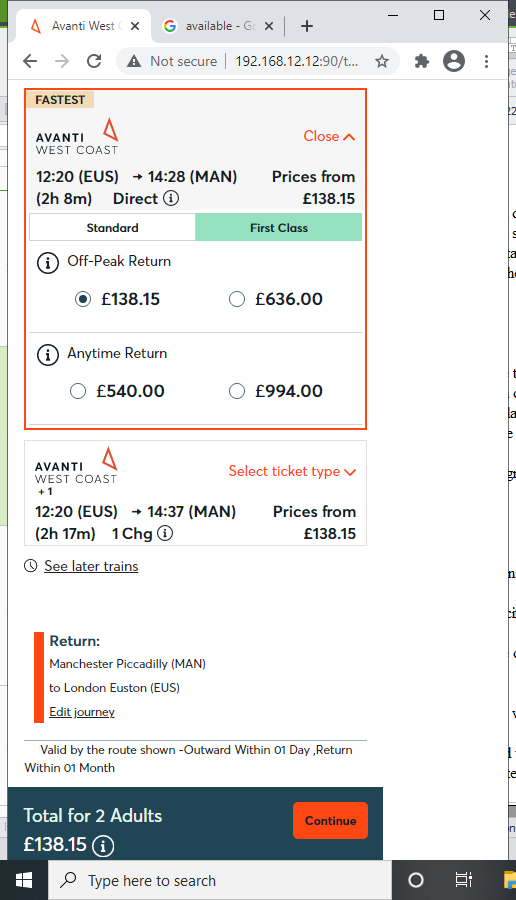 Avanti West C
available - Go
Not secure
192.168.12.12:90/t...
FASTEST
AVANTI
WEST COAST
Close
12:20 (EUS) → 14:28 (MAN) Prices from
(2h 8m) Direct £138.15
Standard First Class
Off-Peak Return
£138.15 £636.00
Anytime Return
£540.00 £994.00
AVANTI
WEST COAST
+ 1
Select ticket type
12:20 (EUS) → 14:37 (MAN) Prices from
(2h 17m) 1 Chg £138.15
See later trains
Return:
Manchester Piccadilly (MAN)
to London Euston (EUS)
Edit journey
Valid by the route shown -Outward Within 01 Day ,Return
Within 01 Month
Total for 2 Adults
£138.15
Continue
Type here to search